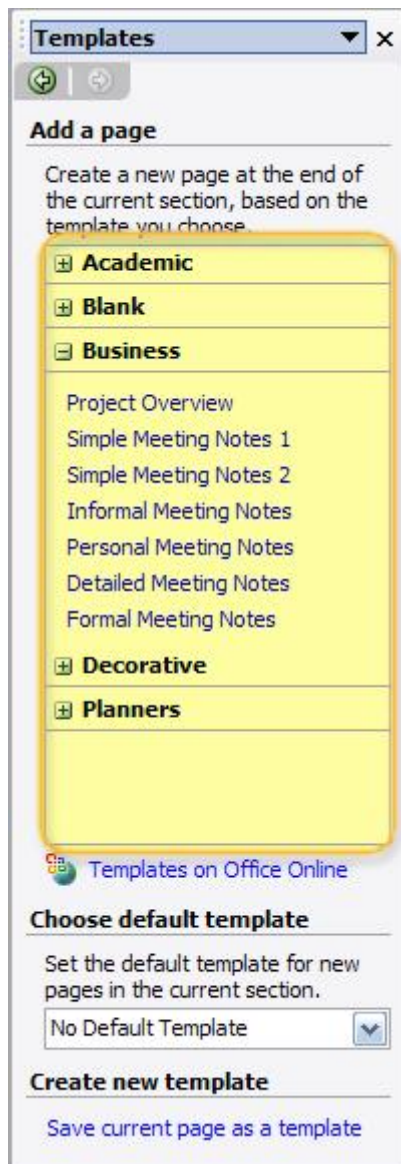 Templates
Add a page
Create a new page at the end of
the current section, based on the
template you choose.
Academic
Blank
Business
Project Overview
Simple Meeting Notes 1
Simple Meeting Notes 2
Informal Meeting Notes
Personal Meeting Notes
Detailed Meeting Notes
Formal Meeting Notes
Decorative
Planners
Templates on Office Online
Choose default template
Set the default template for new
pages in the current section.
No Default Template
Create new template
Save current page as a template